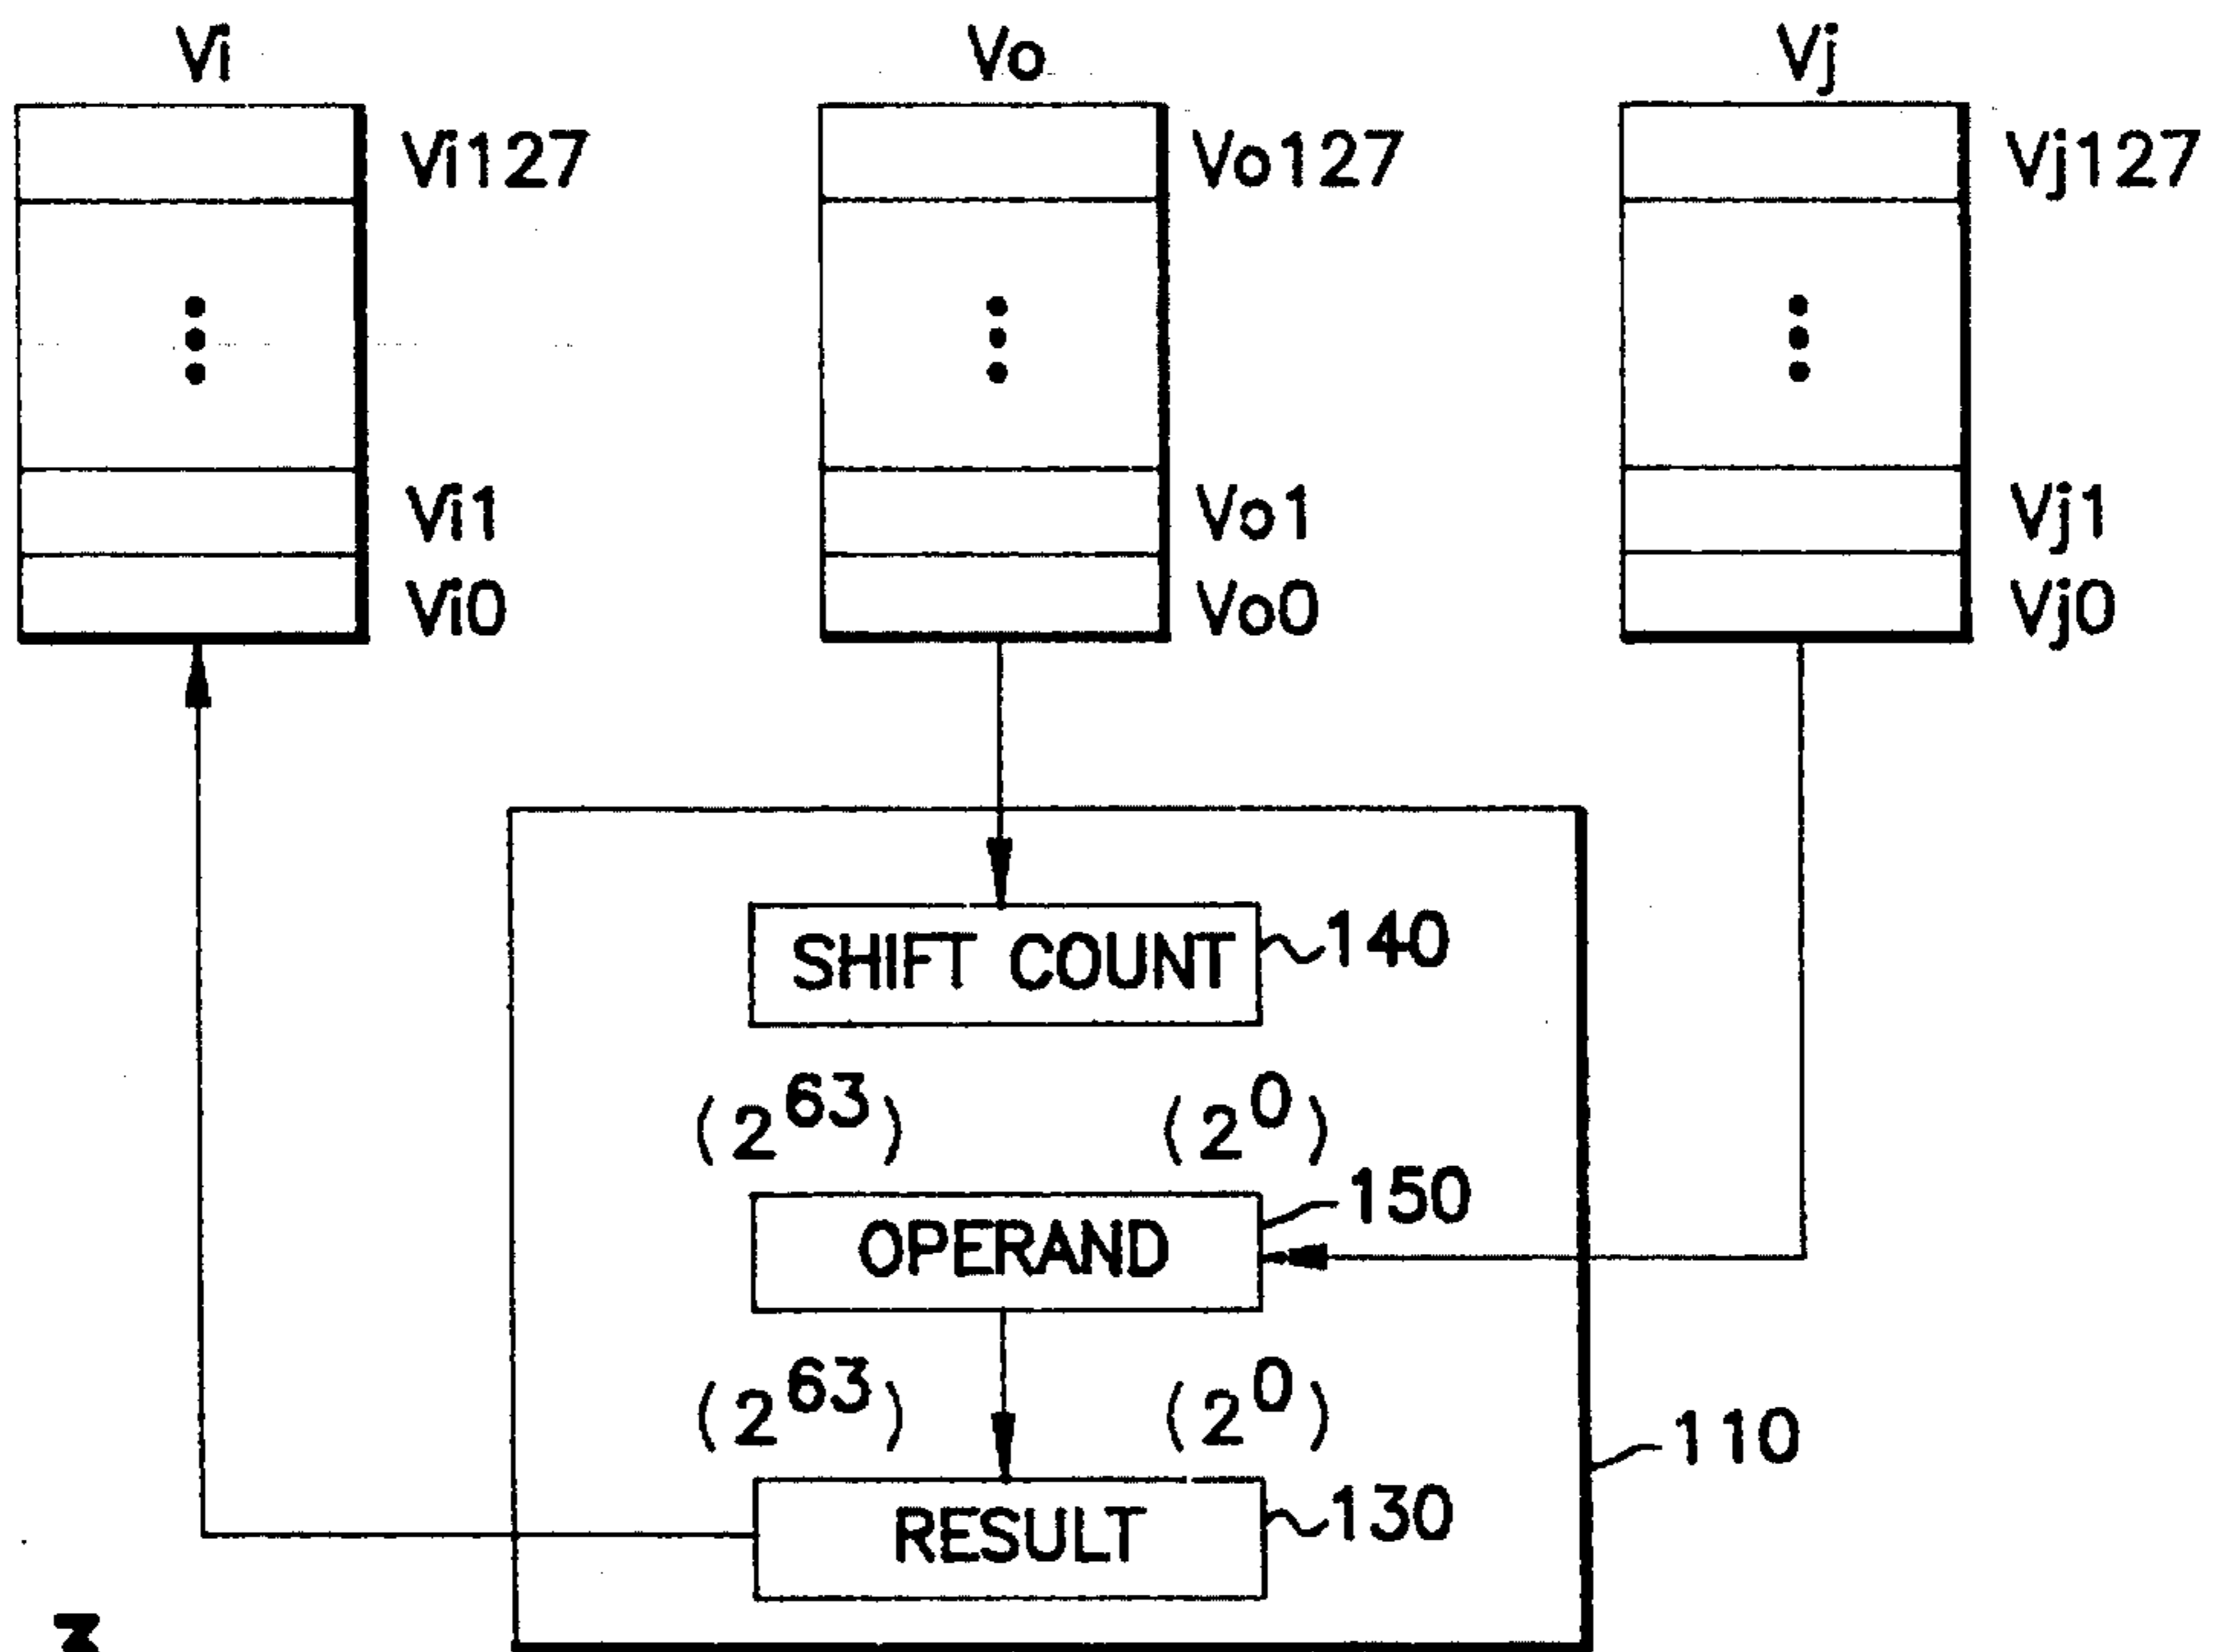 Vi Vo Vj
Vi127 Vo127 Vj127
Vi1 Vo1 Vj1
Vi0 Vo0 Vj0
SHIFT COUNT 140
(2^63) (2^0)
OPERAND 150
(2^63) (2^0)
110
RESULT 130
3